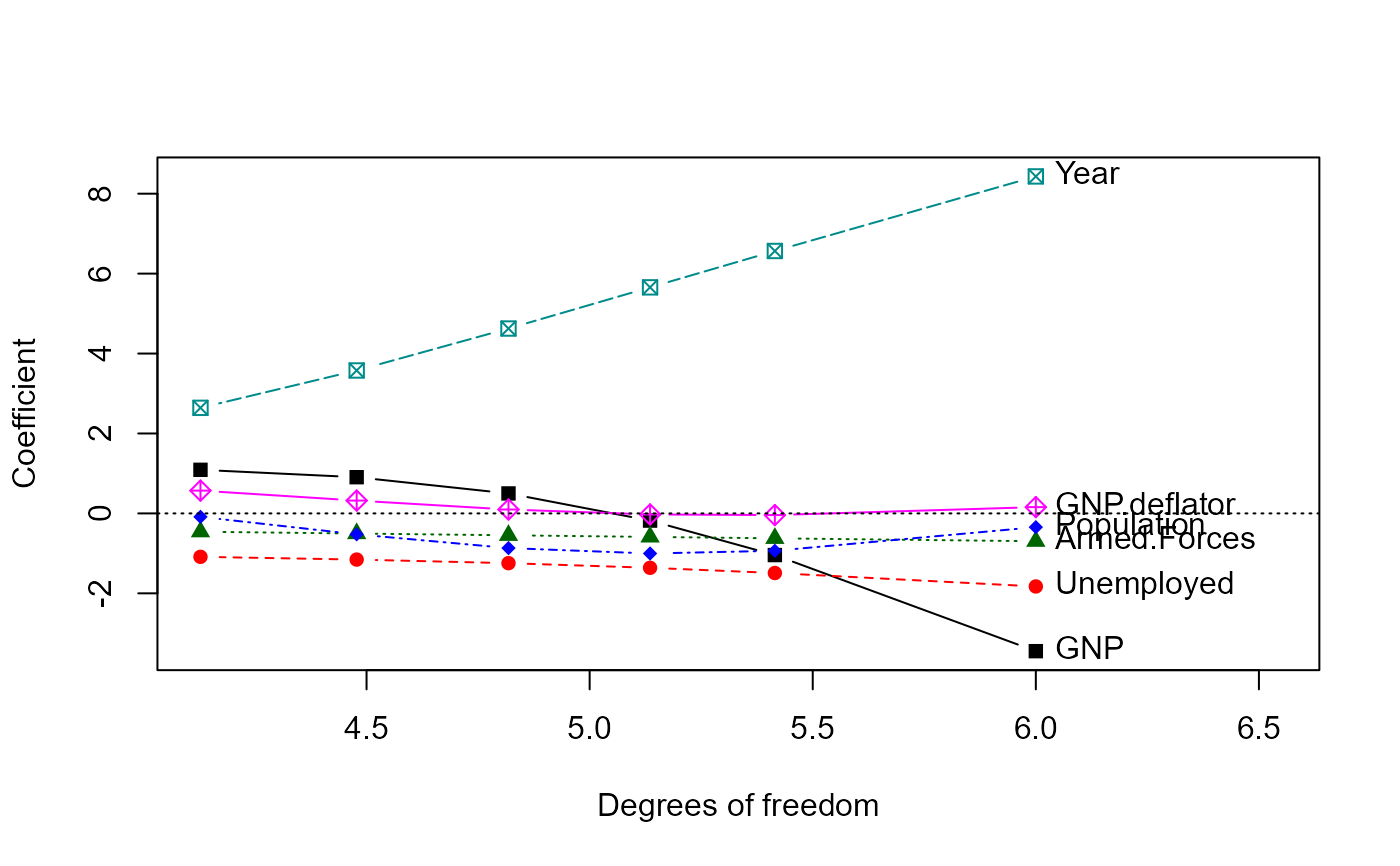 Coefficient
8
6
4
2
0
-2
Year
GNP deflator
Population
Armed.Forces
Unemployed
GNP
4.5 5.0 5.5 6.0 6.5
Degrees of freedom